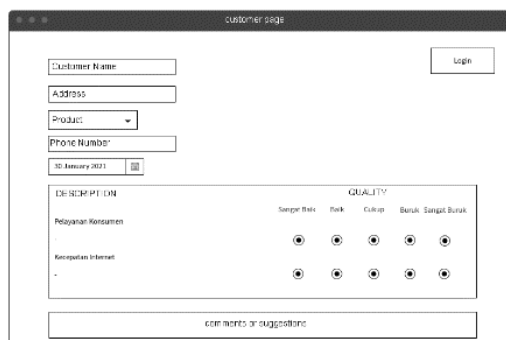 customer page
Login
Customer Name
Address
Product
Phone Number
30 January 2021
DESCRIPTION QUALITY
Sangat Baik Baik Cukup Buruk Sangat Buruk
Pelayanan Konsumen
Kecepatan Internet
-
comments or suggestions